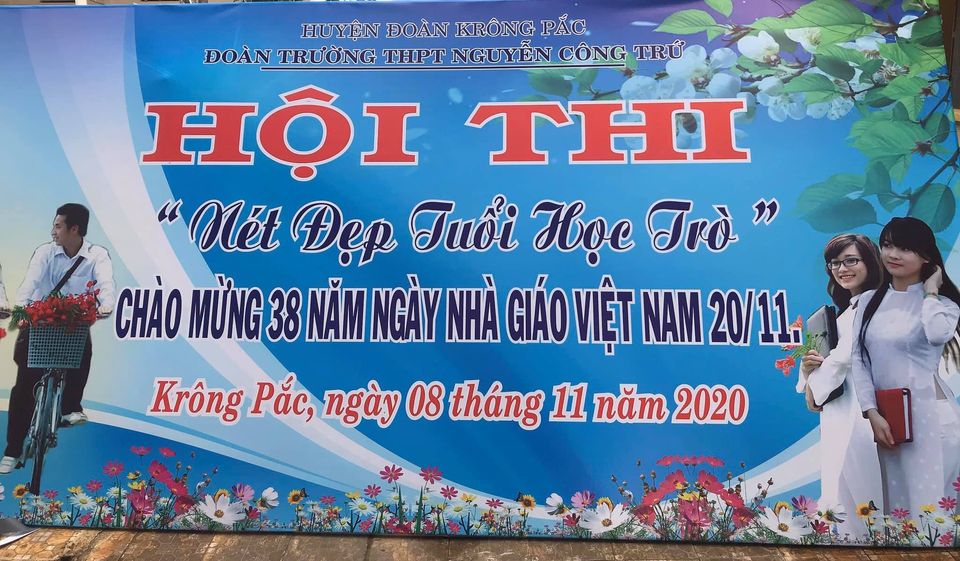 HUYỆN ĐOÀN KRÔNG PẮC
ĐOÀN TRƯỜNG THPT NGUYỄN CÔNG TRỨ
HỘI THI
“ Nét Đẹp Tuổi Học Trò ”
CHÀO MỪNG 38 NĂM NGÀY NHÀ GIÁO VIỆT NAM 20/11.
Krông Pắc, ngày 08 tháng 11 năm 2020